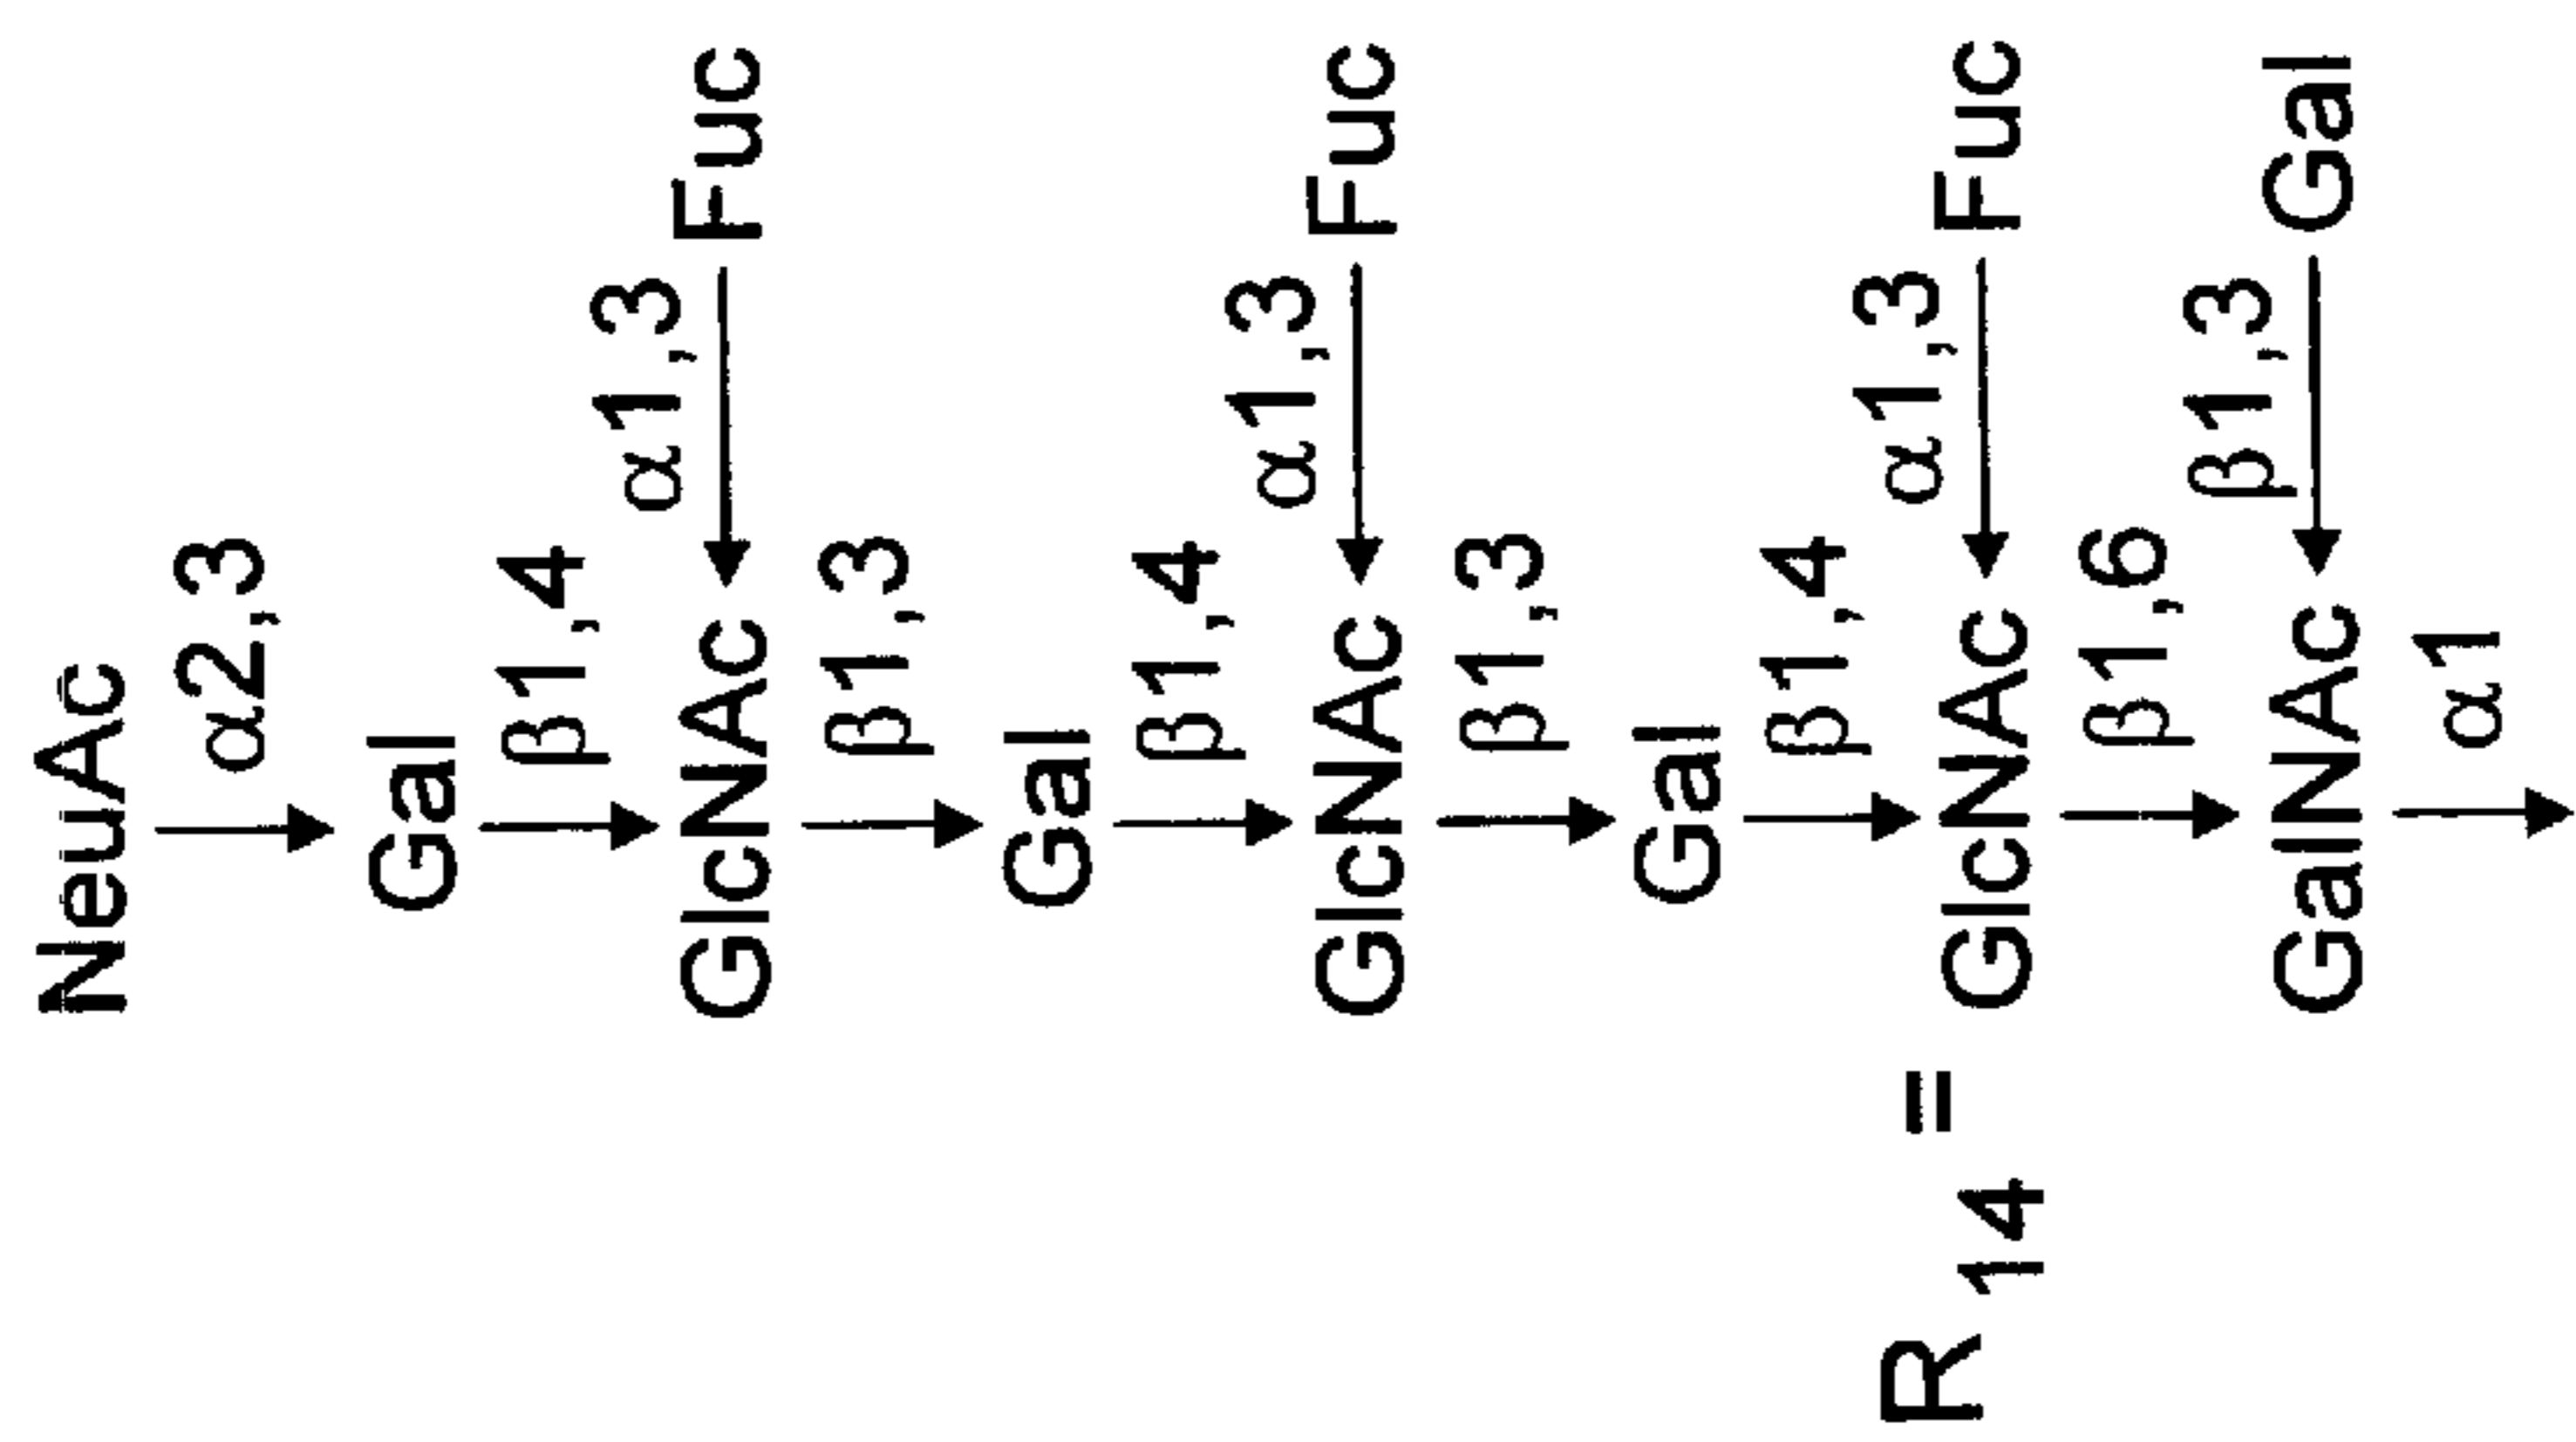 NeuAc
α2,3
Gal
β1,4
GlcNAc α1,3 Fuc
β1,3
Gal
β1,4
GlcNAc α1,3 Fuc
β1,3
Gal
β1,4
R14 = GlcNAc α1,3 Fuc
β1,6
GalNAc β1,3 Gal
α1